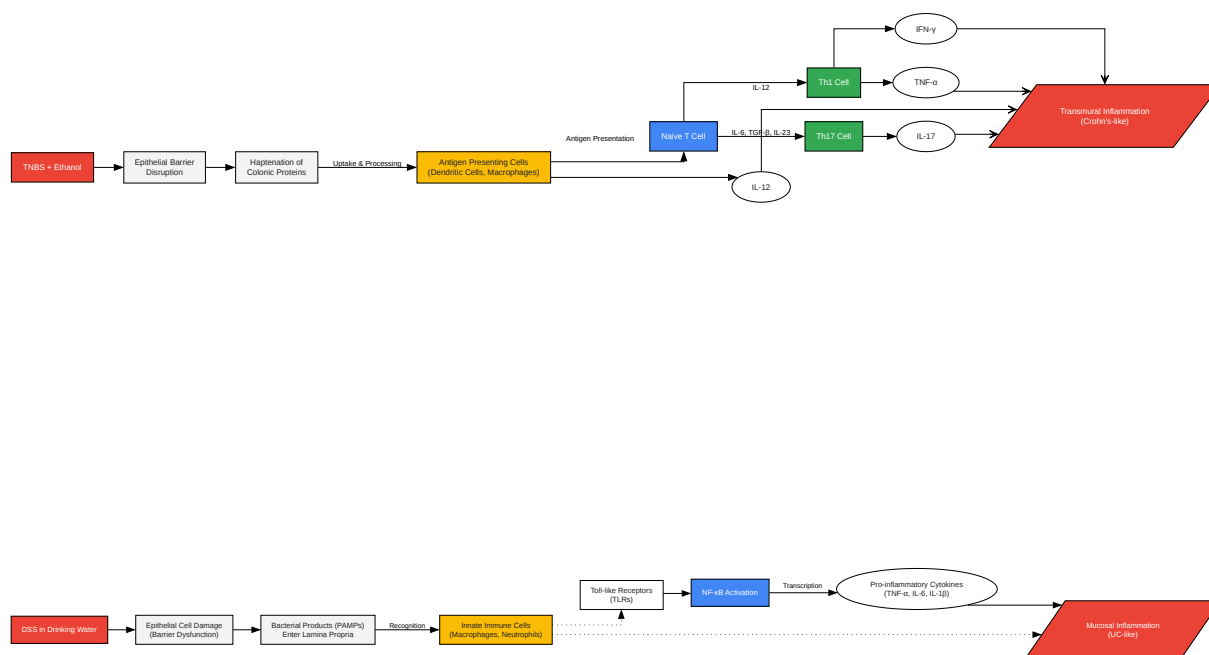 IFN-γ
Th1 Cell
TNF-α
IL-12
Transmural Inflammation
(Crohn's-like)
Antigen Presentation
Naive T Cell
IL-6, TGF-β, IL-23
Th17 Cell
IL-17
TNBS + Ethanol
Epithelial Barrier
Disruption
Haptenation of
Colonic Proteins
Uptake & Processing
Antigen Presenting Cells
(Dendritic Cells, Macrophages)
IL-12
Toll-like Receptors
(TLRs)
NF-κB Activation
Transcription
Pro-inflammatory Cytokines
(TNF-α, IL-6, IL-1β)
DSS in Drinking Water
Epithelial Cell Damage
(Barrier Dysfunction)
Bacterial Products (PAMPs)
Enter Lamina Propria
Recognition
Innate Immune Cells
(Macrophages, Neutrophils)
Mucosal Inflammation
(UC-like)